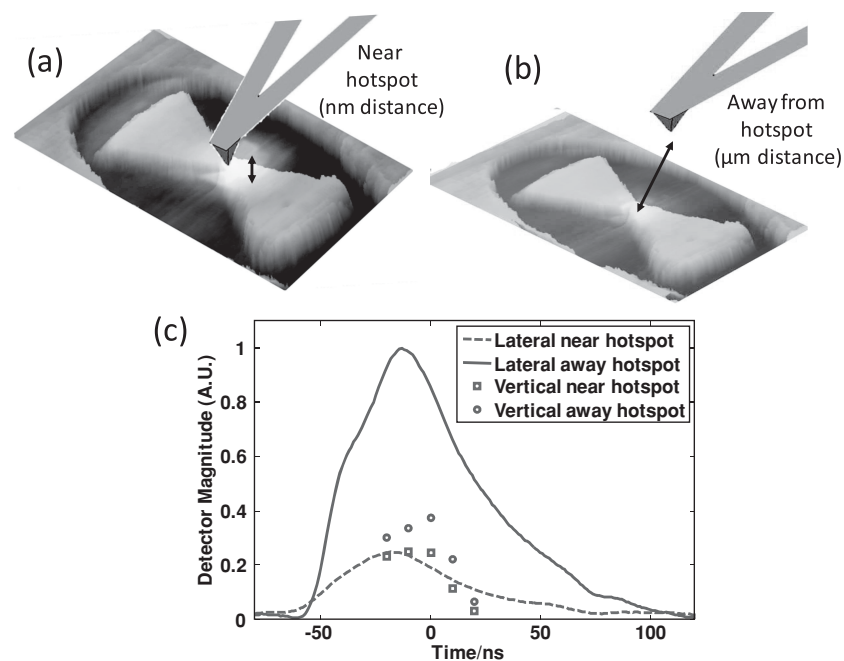 (a)
Near
hotspot
(nm distance)
(b)
Away from
hotspot
(µm distance)
(c)
Lateral near hotspot
Lateral away hotspot
Vertical near hotspot
Vertical away hotspot
Detector Magnitude (A.U.)
1
0.8
0.6
0.4
0.2
0
-50
0
50
100
Time/ns